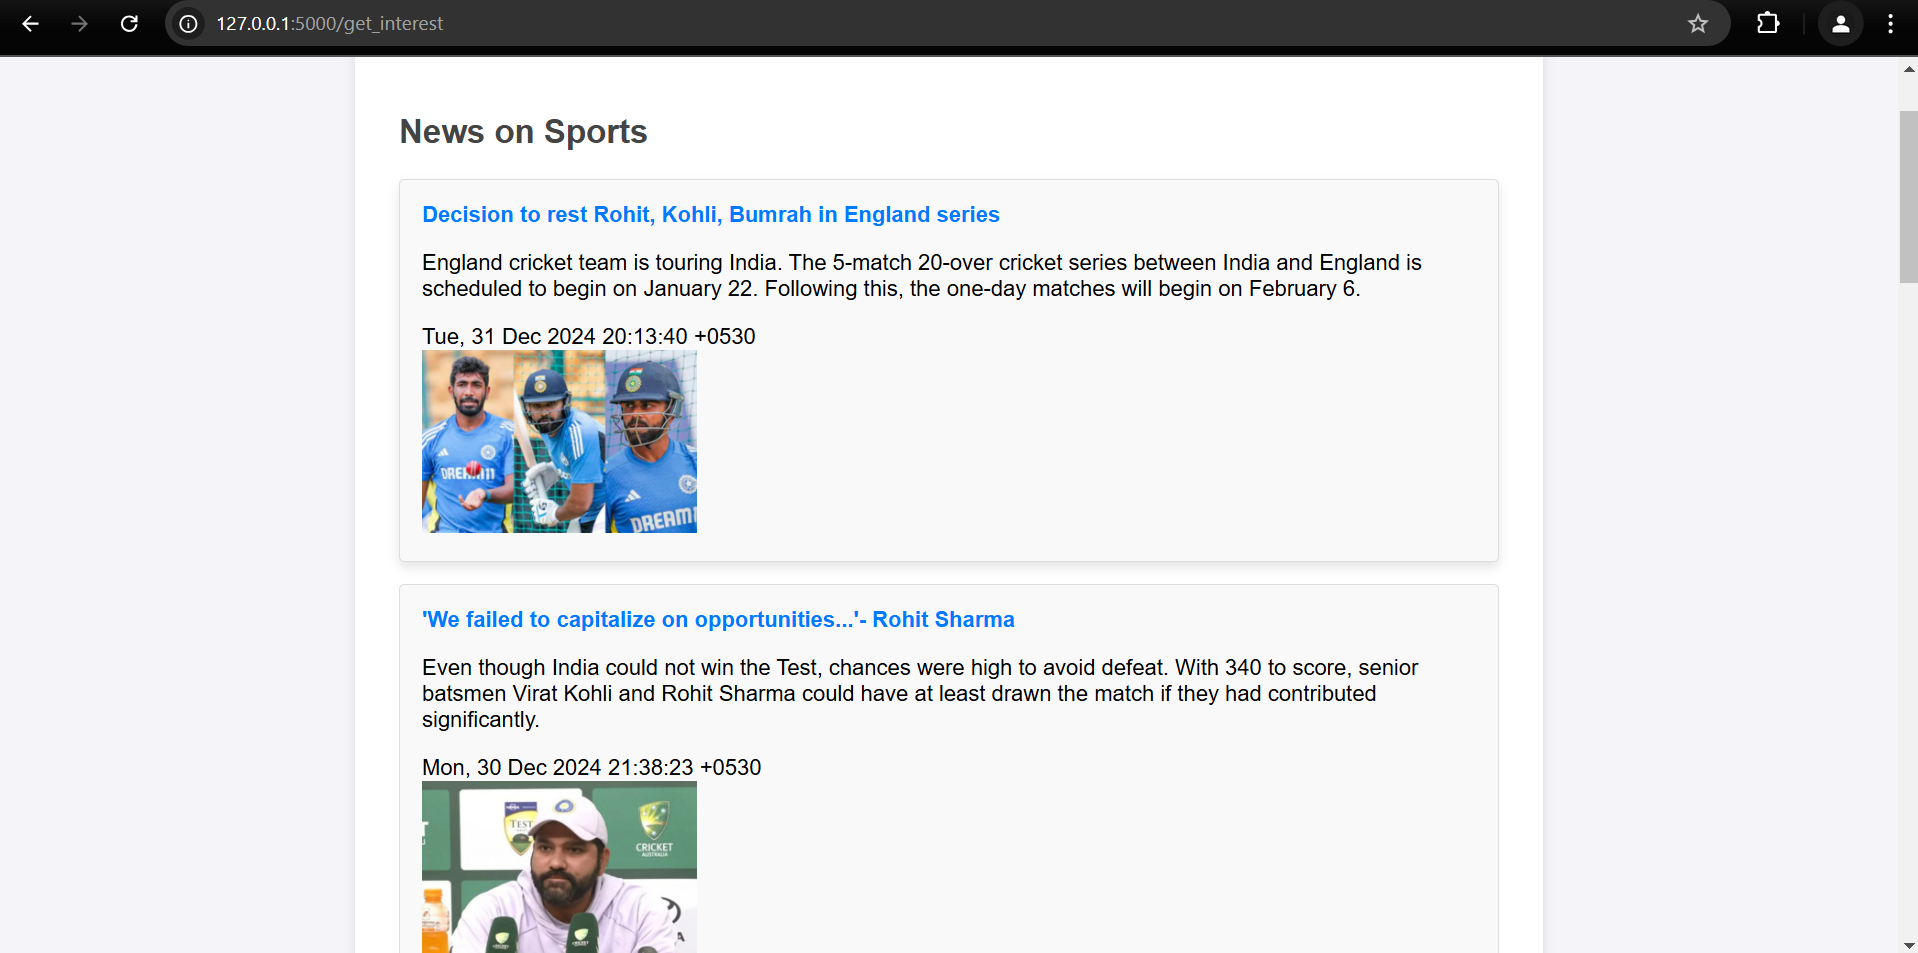 127.0.0.1:5000/get_interest
News on Sports
Decision to rest Rohit, Kohli, Bumrah in England series
England cricket team is touring India. The 5-match 20-over cricket series between India and England is
scheduled to begin on January 22. Following this, the one-day matches will begin on February 6.
Tue, 31 Dec 2024 20:13:40 +0530
DREAM11
DREAM
'We failed to capitalize on opportunities...'- Rohit Sharma
Even though India could not win the Test, chances were high to avoid defeat. With 340 to score, senior
batsmen Virat Kohli and Rohit Sharma could have at least drawn the match if they had contributed
significantly.
Mon, 30 Dec 2024 21:38:23 +0530
TEST
CRICKET
AUSTRALIA